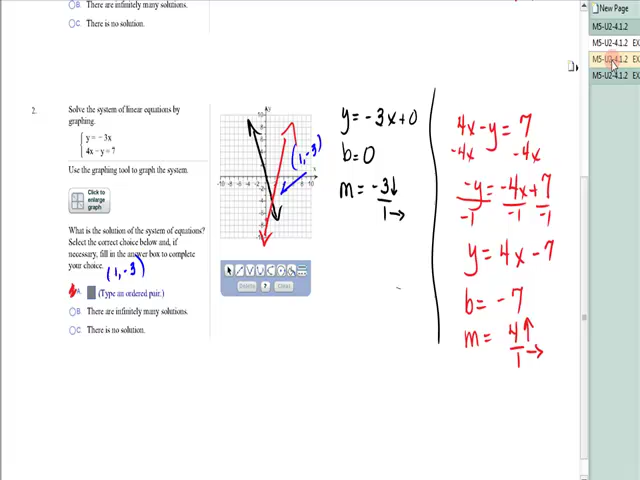 B. There are infinitely many solutions.
C. There is no solution.
New Page
M5-U2-4.1.2
M5-U2-4.1.2 EX
M5-U2-4.1.2 EX
M5-U2-4.1.2 EX
2. Solve the system of linear equations by
graphing.
y = − 3x
4x − y = 7
Use the graphing tool to graph the system.
Click to
enlarge
graph
What is the solution of the system of equations?
Select the correct choice below and, if
necessary, fill in the answer box to complete
your choice.
(1, -3)
A. (Type an ordered pair.)
B. There are infinitely many solutions.
C. There is no solution.
y
x
(1, -3)
Delete ? Clear
y = -3x + 0
b = 0
m = -3↓
1→
4x - y = 7
-4x -4x
-y = -4x + 7
-1 -1 -1
y = 4x - 7
b = -7
m = 4↑
1→